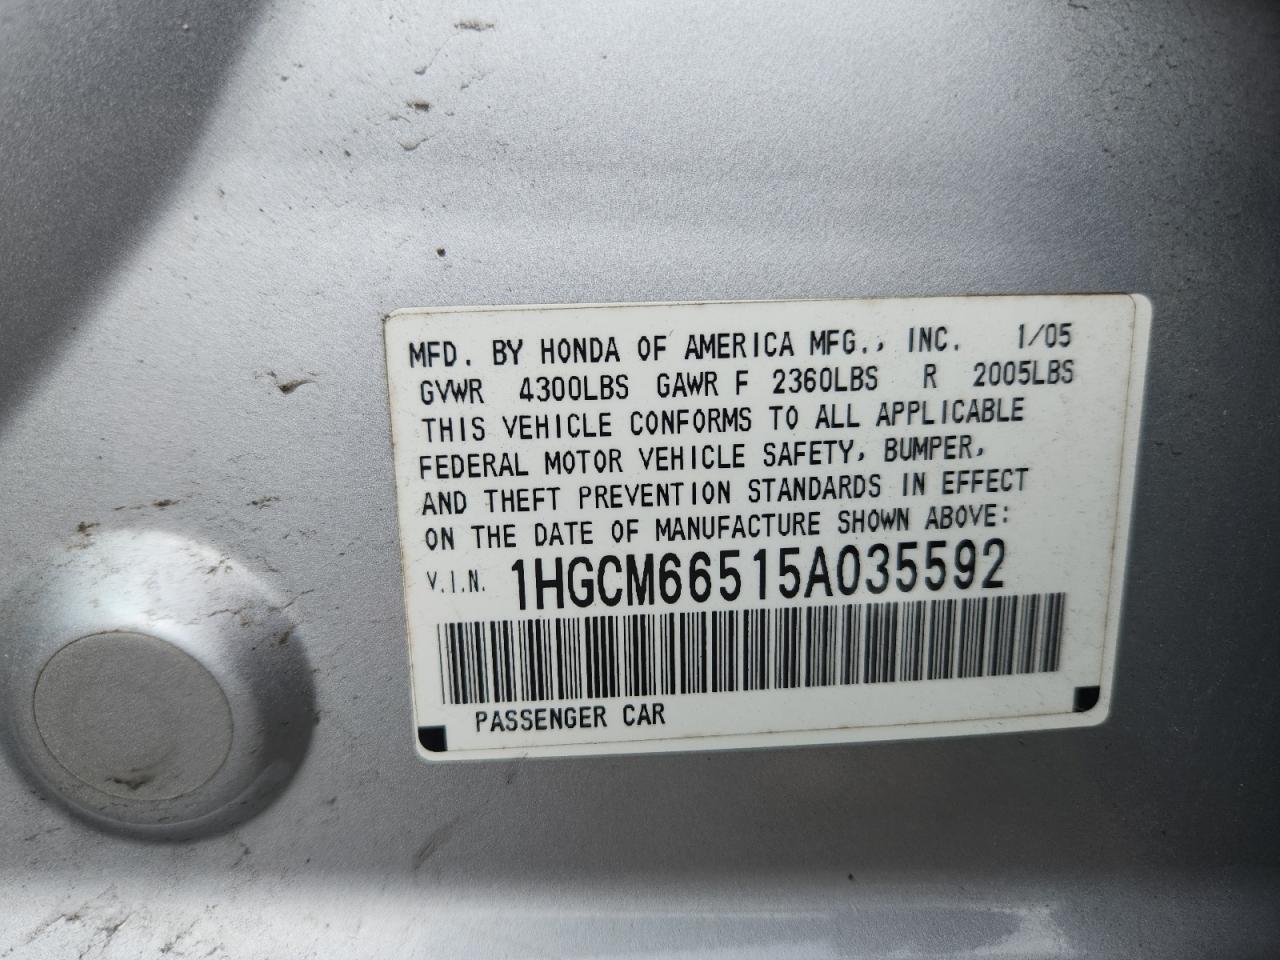 MFD. BY HONDA OF AMERICA MFG., INC. 1/05
GVWR 4300LBS GAWR F 2360LBS R 2005LBS
THIS VEHICLE CONFORMS TO ALL APPLICABLE
FEDERAL MOTOR VEHICLE SAFETY, BUMPER,
AND THEFT PREVENTION STANDARDS IN EFFECT
ON THE DATE OF MANUFACTURE SHOWN ABOVE:
V.I.N. 1HGCM66515A035592
PASSENGER CAR